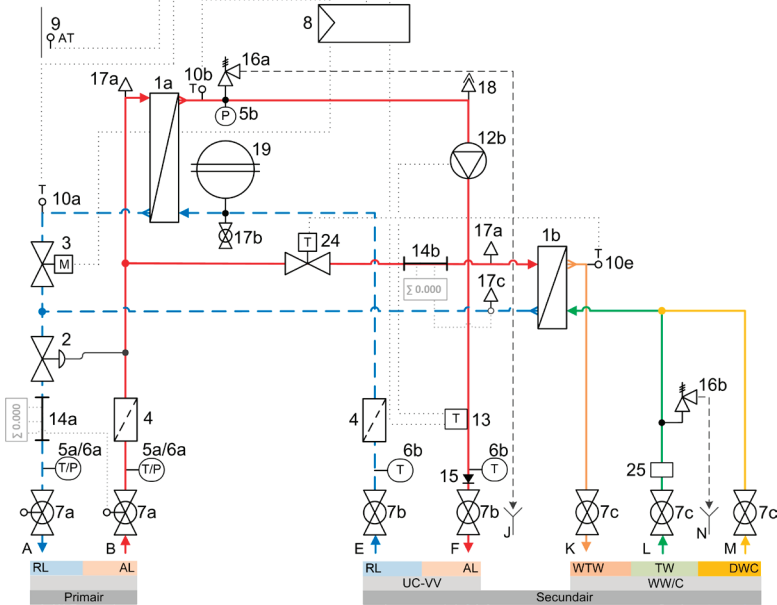 8
9
AT
16a
17a
1a
10b
T
18
5b
P
12b
19
T
10a
17b
T
24
17a
14b
1b
T
10e
3
M
17c
Σ 0.000
2
16b
4
4
T
13
Σ 0.000
14a
5a/6a
T/P
5a/6a
T/P
6b
T
6b
T
15
25
7a
7a
7b
7b
7c
7c
7c
A
B
E
F
J
K
L
N
M
RL
AL
RL
AL
WTW
TW
DWC
UC-VV
WW/C
Primair
Secundair